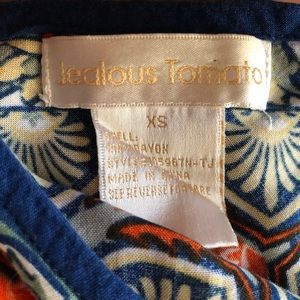 Jealous Tomato
XS
SHELL:
100% RAYON
MADE IN CHINA
SEE REVERSE FOR CARE